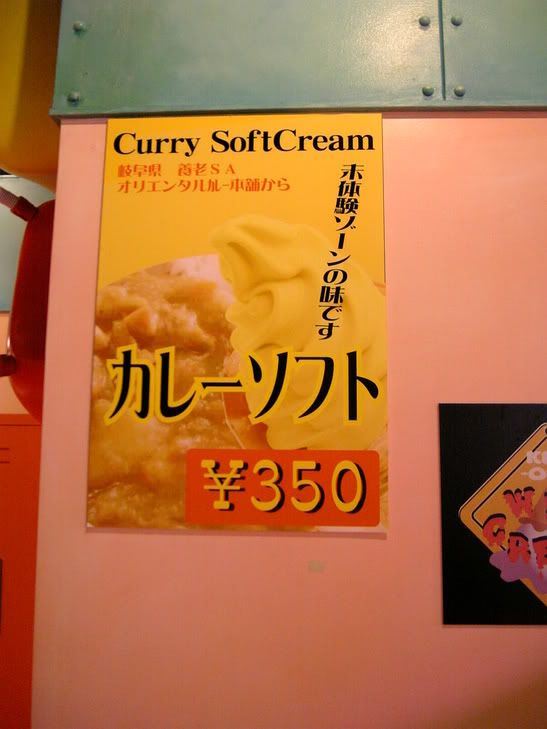 Curry SoftCream
岐阜県 養老SA
オリエンタルカレー本舗から
未体験ゾーンの味です
カレーソフト
¥350